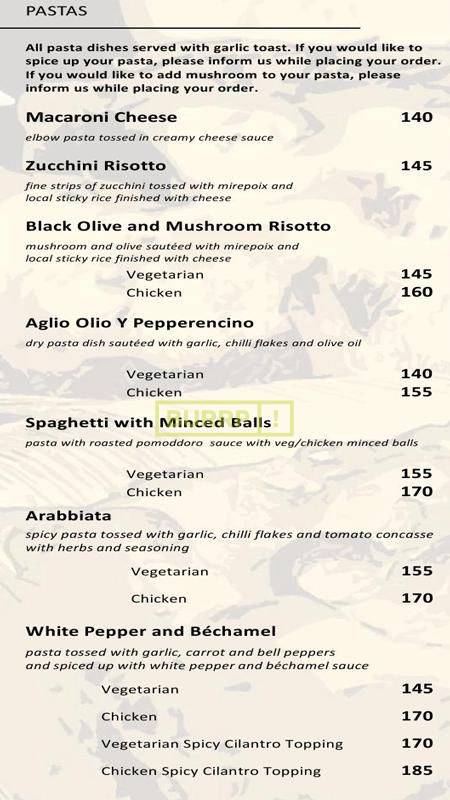 PASTAS
All pasta dishes served with garlic toast. If you would like to
spice up your pasta, please inform us while placing your order.
If you would like to add mushroom to your pasta, please
inform us while placing your order.
Macaroni Cheese 140
elbow pasta tossed in creamy cheese sauce
Zucchini Risotto 145
fine strips of zucchini tossed with mirepoix and
local sticky rice finished with cheese
Black Olive and Mushroom Risotto
mushroom and olive sautéed with mirepoix and
local sticky rice finished with cheese
Vegetarian 145
Chicken 160
Aglio Olio Y Pepperencino
dry pasta dish sautéed with garlic, chilli flakes and olive oil
Vegetarian 140
Chicken 155
BURRP!
Spaghetti with Minced Balls
pasta with roasted pomoddoro sauce with veg/chicken minced balls
Vegetarian 155
Chicken 170
Arabbiata
spicy pasta tossed with garlic, chilli flakes and tomato concasse
with herbs and seasoning
Vegetarian 155
Chicken 170
White Pepper and Béchamel
pasta tossed with garlic, carrot and bell peppers
and spiced up with white pepper and béchamel sauce
Vegetarian 145
Chicken 170
Vegetarian Spicy Cilantro Topping 170
Chicken Spicy Cilantro Topping 185